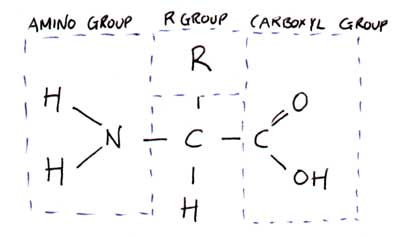 AMINO GROUP R GROUP CARBOXYL GROUP
R
H O
N C C
H OH
H